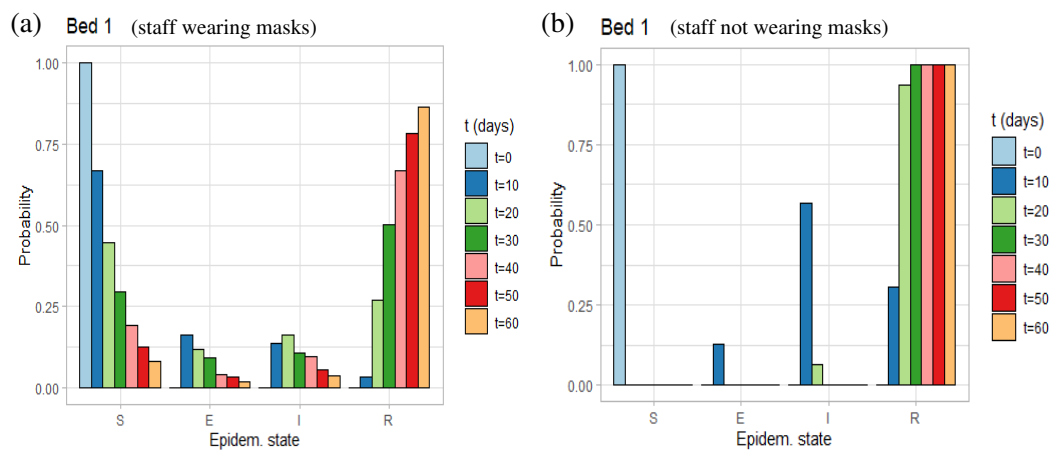 (a) Bed 1 (staff wearing masks)
1.00
0.75
0.50
0.25
0.00
Probability
S E I R
Epidem. state
t (days)
t=0
t=10
t=20
t=30
t=40
t=50
t=60
(b) Bed 1 (staff not wearing masks)
1.00
0.75
0.50
0.25
0.00
Probability
S E I R
Epidem. state
t (days)
t=0
t=10
t=20
t=30
t=40
t=50
t=60